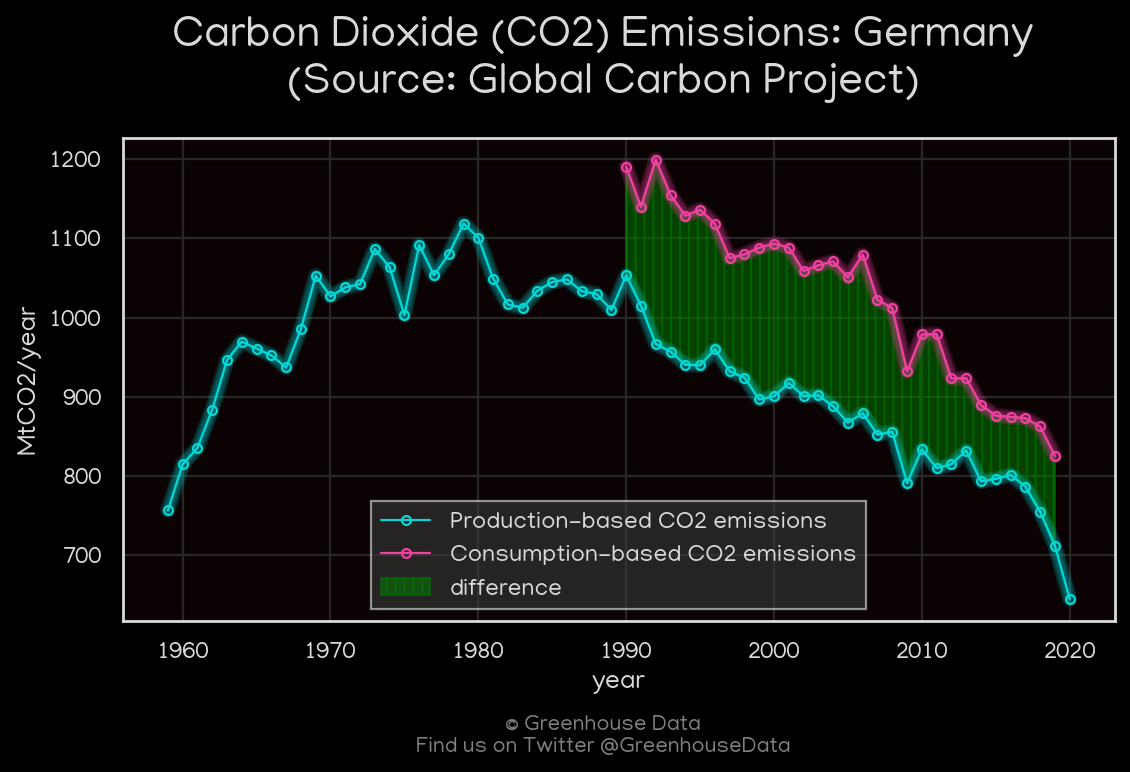 Carbon Dioxide (CO2) Emissions: Germany
(Source: Global Carbon Project)
MtCO2/year
1200
1100
1000
900
800
700
Production-based CO2 emissions
Consumption-based CO2 emissions
difference
1960 1970 1980 1990 2000 2010 2020
year
© Greenhouse Data
Find us on Twitter @GreenhouseData